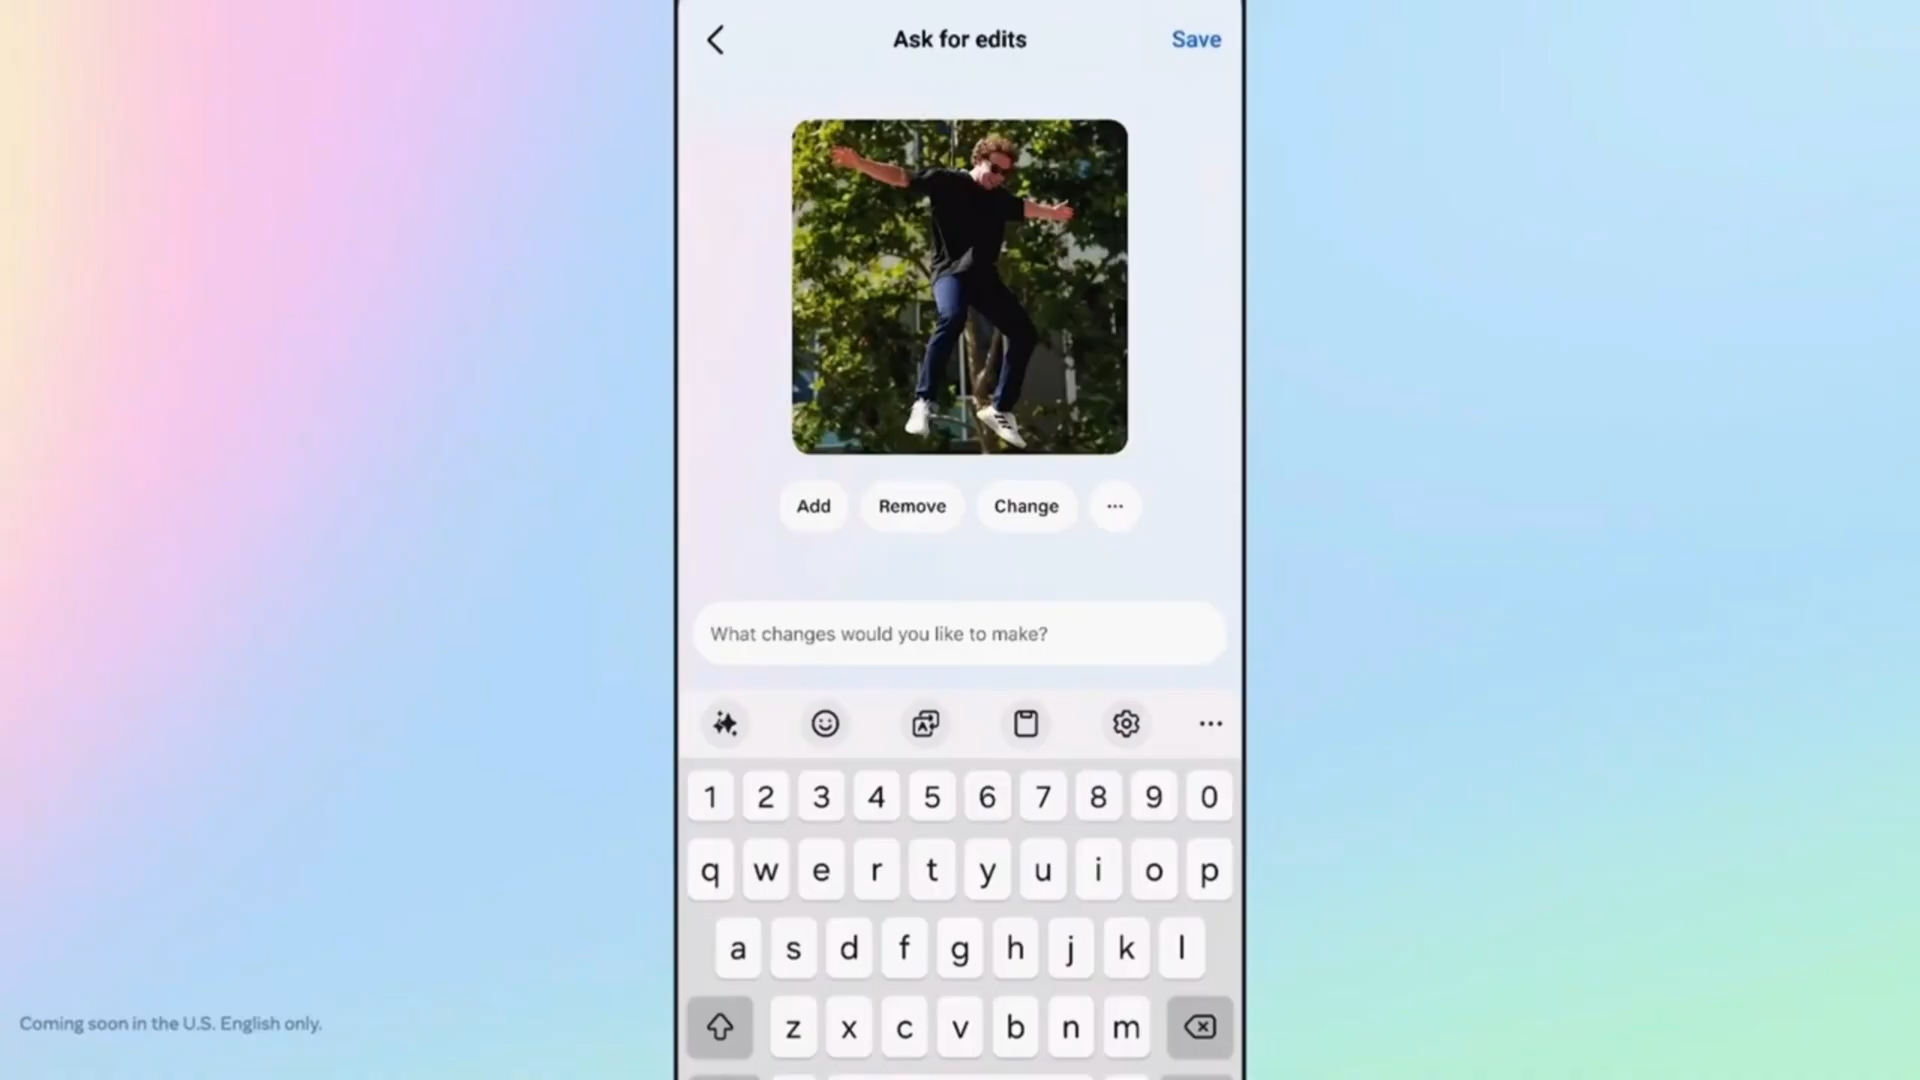 Ask for edits
Save
Add
Remove
Change
What changes would you like to make?
1 2 3 4 5 6 7 8 9 0
q w e r t y u i o p
a s d f g h j k l
z x c v b n m
Coming soon in the U.S. English only.